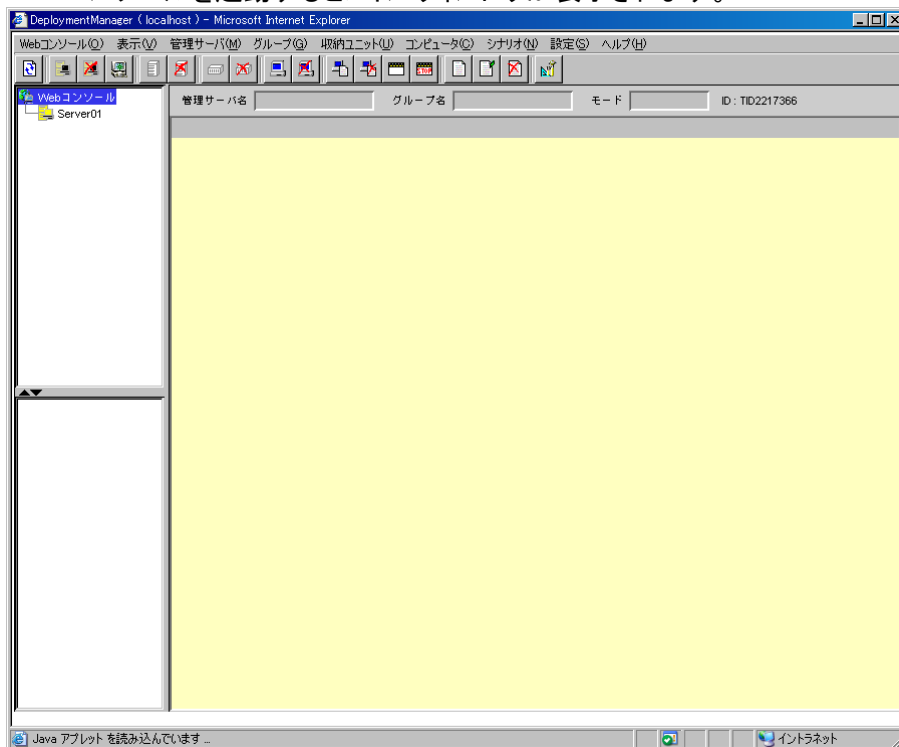 DeploymentManager ( localhost ) - Microsoft Internet Explorer
Webコンソール(O) 表示(V) 管理サーバ(M) グループ(G) 収納ユニット(U) コンピュータ(C) シナリオ(N) 設定(S) ヘルプ(H)
管理サーバ名 グループ名 モード ID : TID2217366
Webコンソール
Server01
Java アプレット を読み込んでいます ...
イントラネット